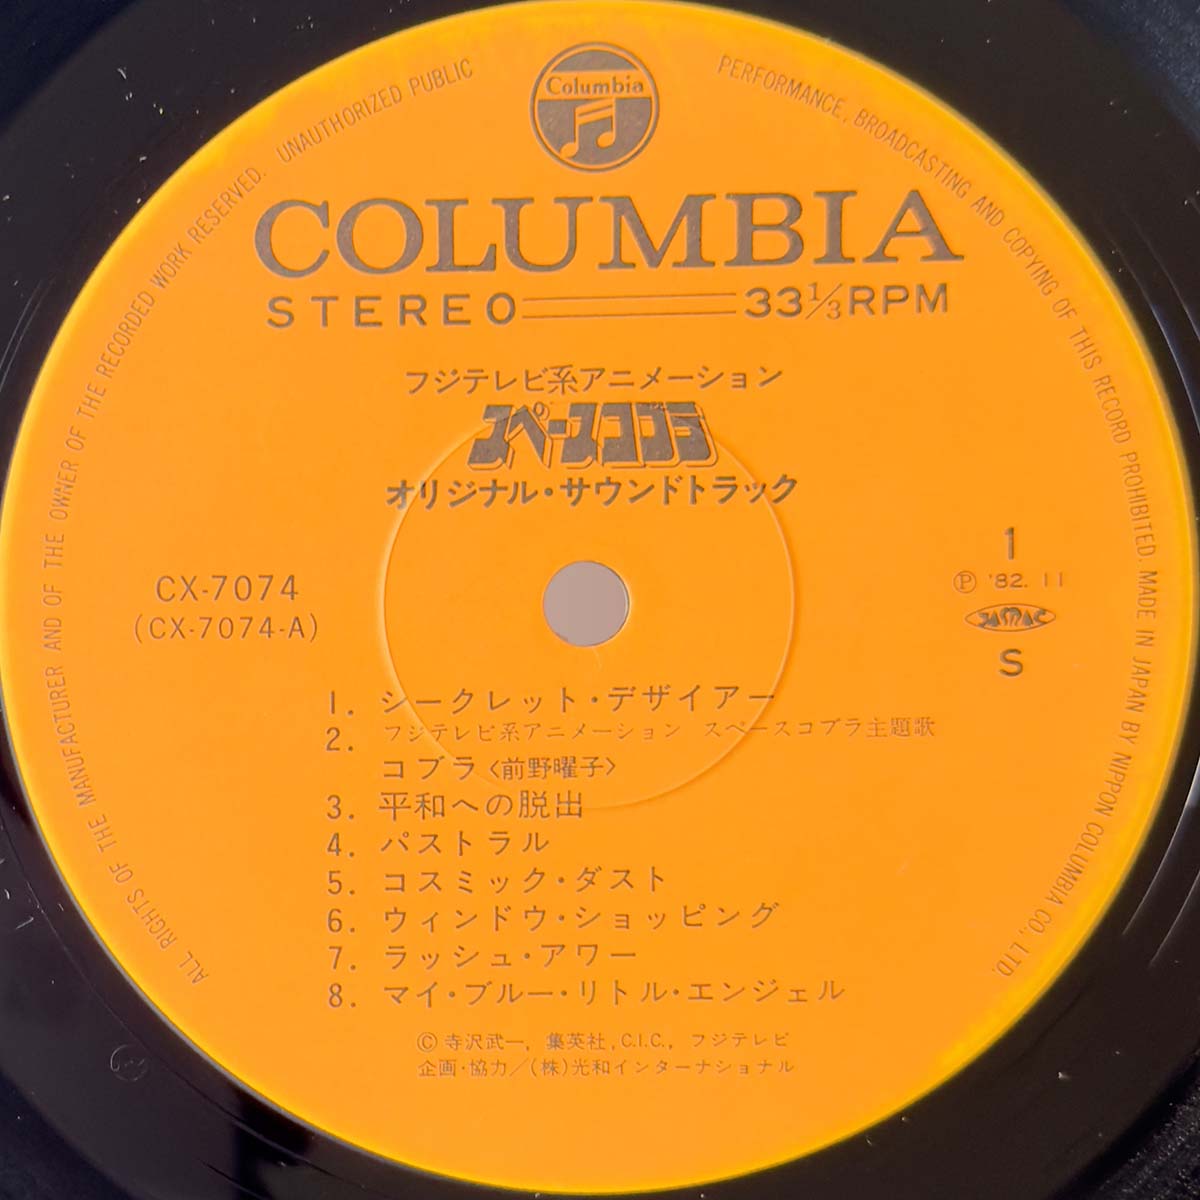 Columbia
COLUMBIA
STEREO 33⅓RPM
フジテレビ系アニメーション
スペースコブラ
オリジナル・サウンドトラック
CX-7074
(CX-7074-A)
1
Ⓟ '82. 11
JASRAC
S
1. シークレット・デザイアー
2. フジテレビ系アニメーション スペースコブラ主題歌
コブラ〈前野曜子〉
3. 平和への脱出
4. パストラル
5. コスミック・ダスト
6. ウィンドウ・ショッピング
7. ラッシュ・アワー
8. マイ・ブルー・リトル・エンジェル
Ⓒ 寺沢武一, 集英社, C.I.C., フジテレビ
企画・協力／(株)光和インターナショナル
ALL RIGHTS OF THE MANUFACTURER AND OF THE OWNER OF THE RECORDED WORK RESERVED. UNAUTHORIZED PUBLIC PERFORMANCE, BROADCASTING AND COPYING OF THIS RECORD PROHIBITED. MADE IN JAPAN BY NIPPON COLUMBIA CO., LTD.